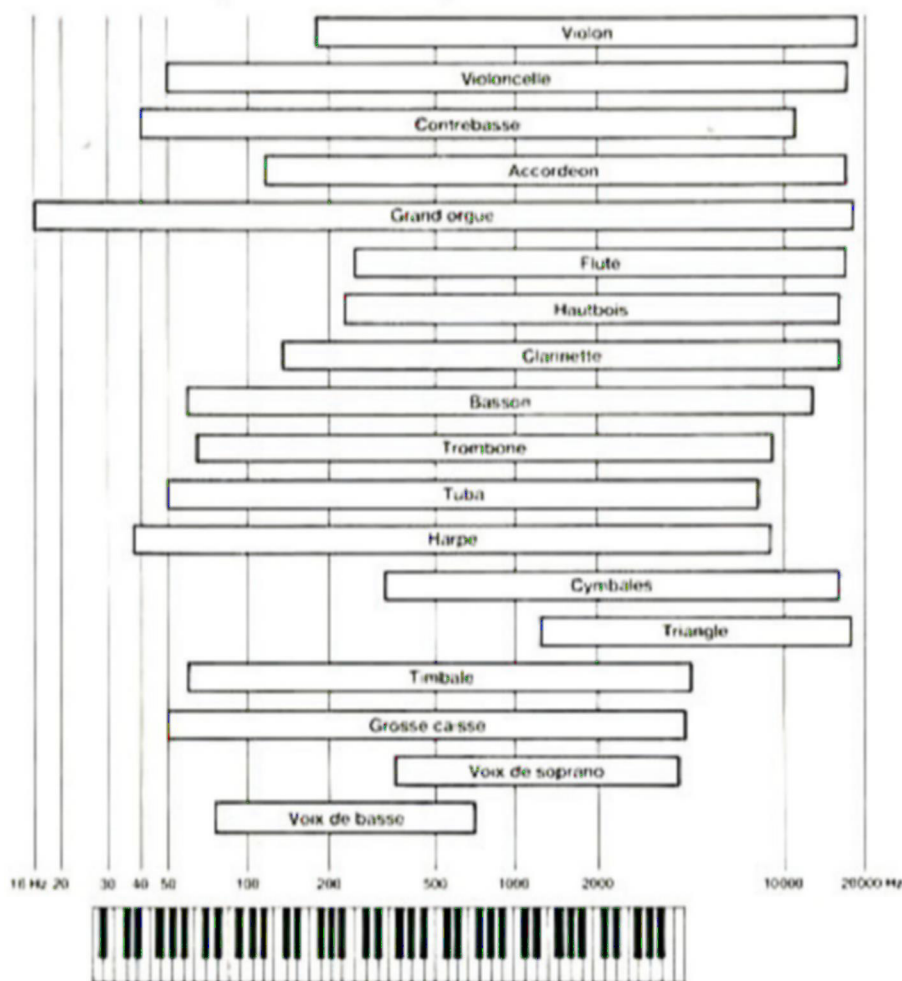 Violon
Violoncelle
Contrebasse
Accordeon
Grand orgue
Flute
Hautbois
Clarinette
Basson
Trombone
Tuba
Harpe
Cymbales
Triangle
Timbale
Grosse caisse
Voix de soprano
Voix de basse
16 Hz 20 30 40 50 100 200 500 1000 2000 10000 20000 Hz